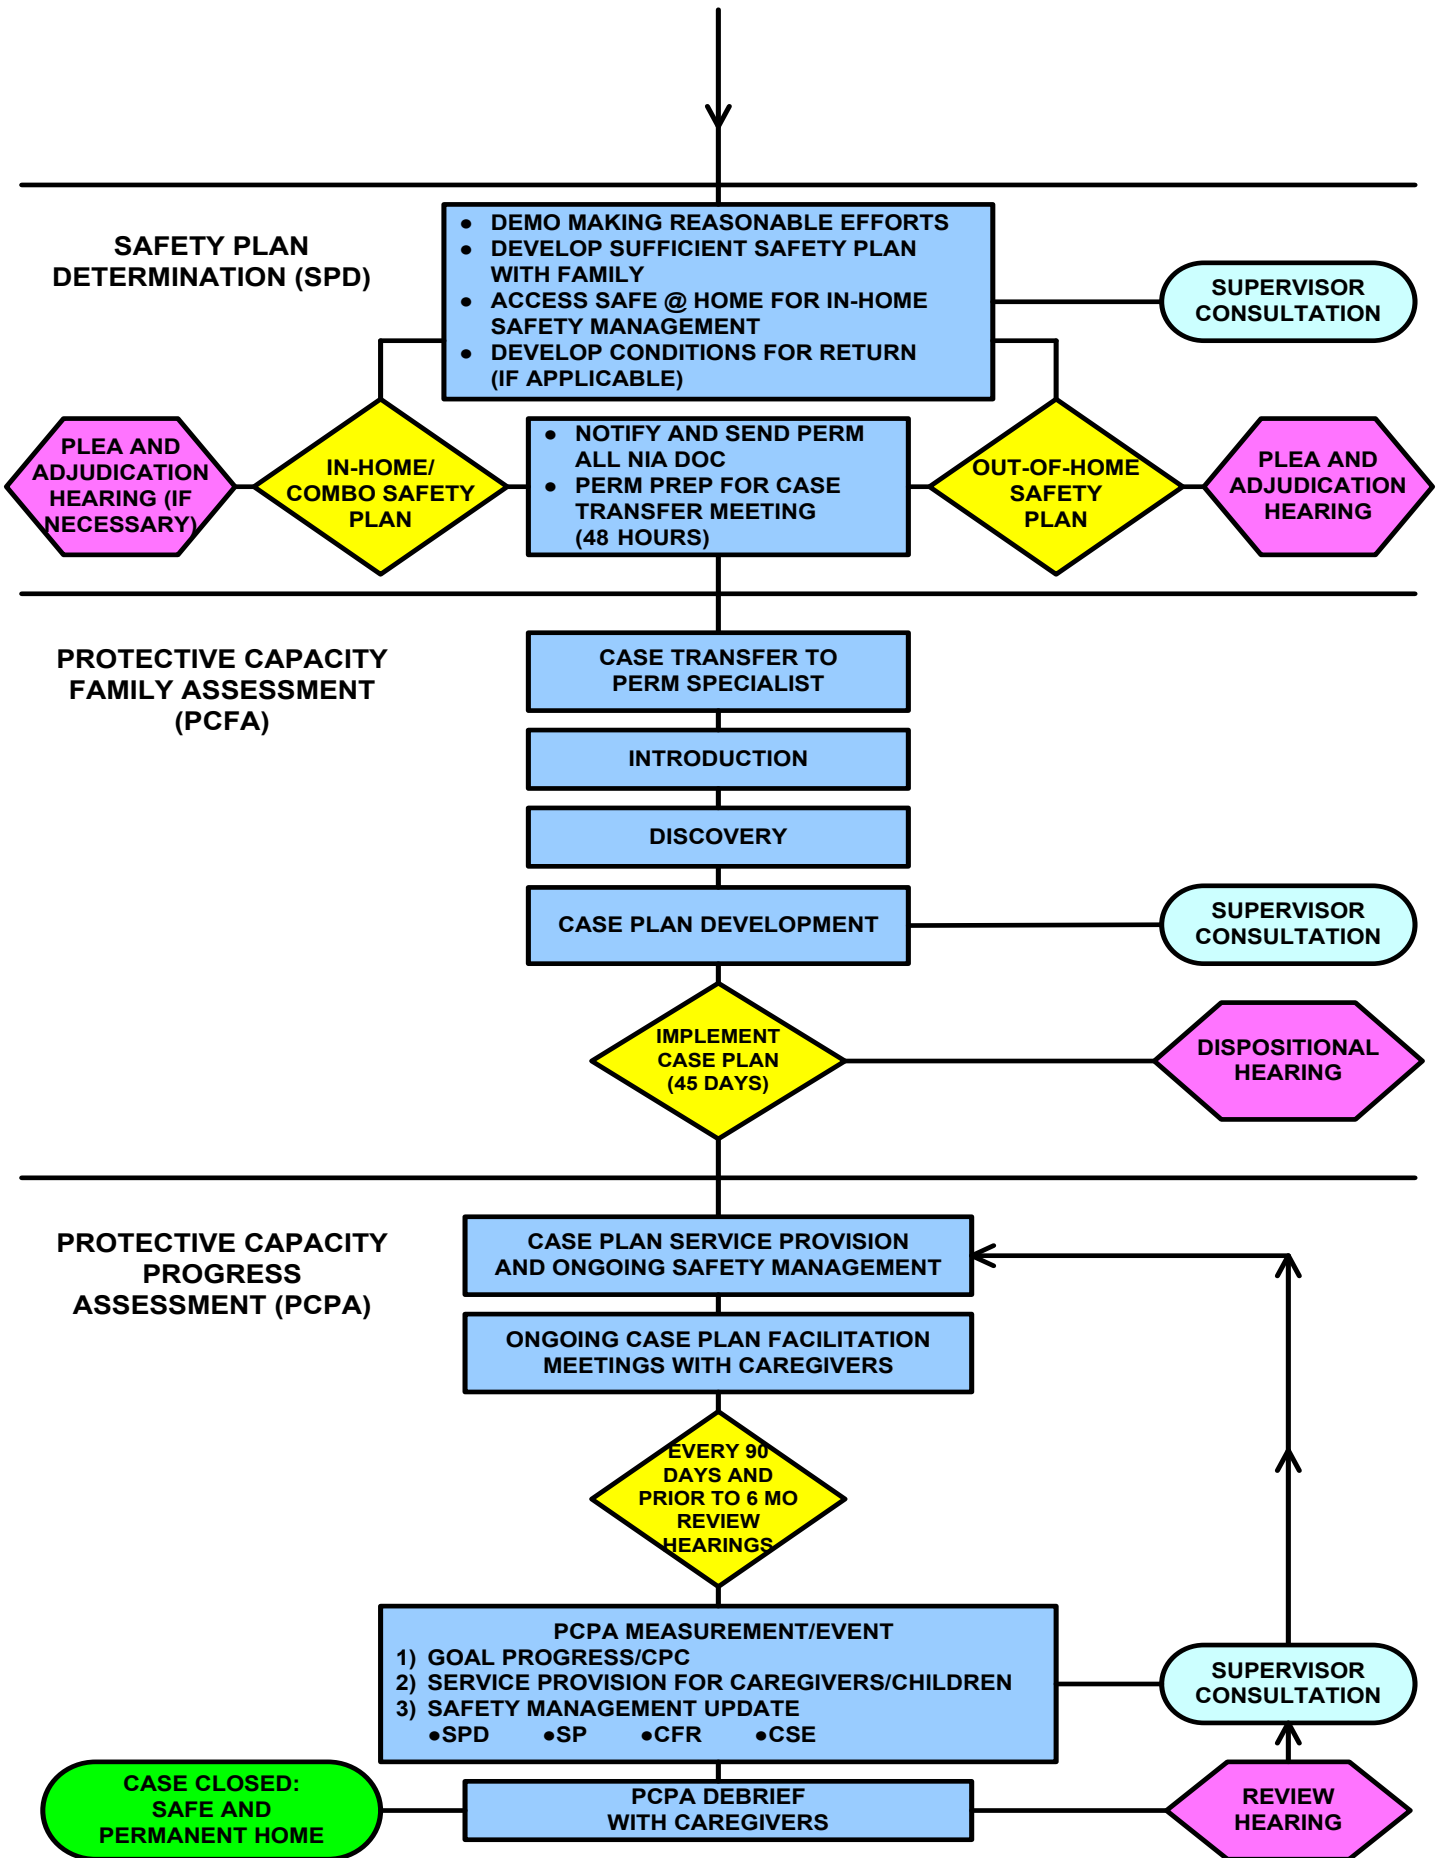 SAFETY PLAN
DETERMINATION (SPD)
● DEMO MAKING REASONABLE EFFORTS
● DEVELOP SUFFICIENT SAFETY PLAN
WITH FAMILY
● ACCESS SAFE @ HOME FOR IN-HOME
SAFETY MANAGEMENT
● DEVELOP CONDITIONS FOR RETURN
(IF APPLICABLE)
SUPERVISOR
CONSULTATION
PLEA AND
ADJUDICATION
HEARING (IF
NECESSARY)
IN-HOME/
COMBO SAFETY
PLAN
● NOTIFY AND SEND PERM
ALL NIA DOC
● PERM PREP FOR CASE
TRANSFER MEETING
(48 HOURS)
OUT-OF-HOME
SAFETY
PLAN
PLEA AND
ADJUDICATION
HEARING
PROTECTIVE CAPACITY
FAMILY ASSESSMENT
(PCFA)
CASE TRANSFER TO
PERM SPECIALIST
INTRODUCTION
DISCOVERY
CASE PLAN DEVELOPMENT
SUPERVISOR
CONSULTATION
IMPLEMENT
CASE PLAN
(45 DAYS)
DISPOSITIONAL
HEARING
PROTECTIVE CAPACITY
PROGRESS
ASSESSMENT (PCPA)
CASE PLAN SERVICE PROVISION
AND ONGOING SAFETY MANAGEMENT
ONGOING CASE PLAN FACILITATION
MEETINGS WITH CAREGIVERS
EVERY 90
DAYS AND
PRIOR TO 6 MO
REVIEW
HEARINGS
PCPA MEASUREMENT/EVENT
1) GOAL PROGRESS/CPC
2) SERVICE PROVISION FOR CAREGIVERS/CHILDREN
3) SAFETY MANAGEMENT UPDATE
●SPD ●SP ●CFR ●CSE
SUPERVISOR
CONSULTATION
CASE CLOSED:
SAFE AND
PERMANENT HOME
PCPA DEBRIEF
WITH CAREGIVERS
REVIEW
HEARING